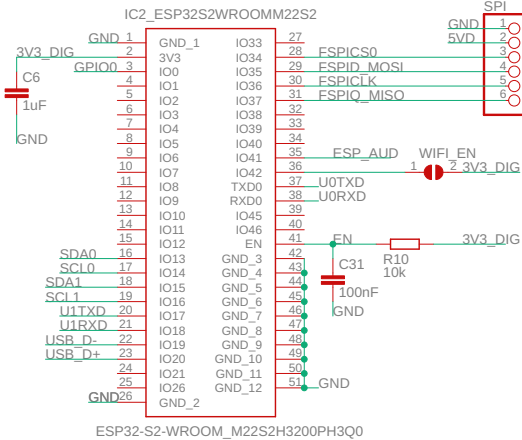 SPI
IC2_ESP32S2WROOMM22S2
GND 1 GND_1 IO33 27 GND 1
3V3_DIG 2 3V3 IO34 28 FSPICS0 5VD 2
GPIO0 3 IO0 IO35 29 FSPID_MOSI 3
4 IO1 IO36 30 FSPICLK 4
5 IO2 IO37 31 FSPIQ_MISO 5
6
C6
1uF
GND
6 IO3 IO38 32
7 IO4 IO39 33
8 IO5 IO40 34
9 IO6 IO41 35 ESP_AUD WIFI_EN
10 IO7 IO42 36 1 2 3V3_DIG
11 IO8 TXD0 37 U0TXD
12 IO9 RXD0 38 U0RXD
13 IO10 IO45 39
14 IO11 IO46 40
15 IO12 EN 41 EN 3V3_DIG
R10
10k
SDA0 16 IO13 GND_3 42
SCL0 17 IO14 GND_4 43
C31
100nF
GND
SDA1 18 IO15 GND_5 44
SCL1 19 IO16 GND_6 45
U1TXD 20 IO17 GND_7 46
U1RXD 21 IO18 GND_8 47
USB_D- 22 IO19 GND_9 48
USB_D+ 23 IO20 GND_10 49
24 IO21 GND_11 50
25 IO26 GND_12 51 GND
GND 26 GND_2
ESP32-S2-WROOM_M22S2H3200PH3Q0